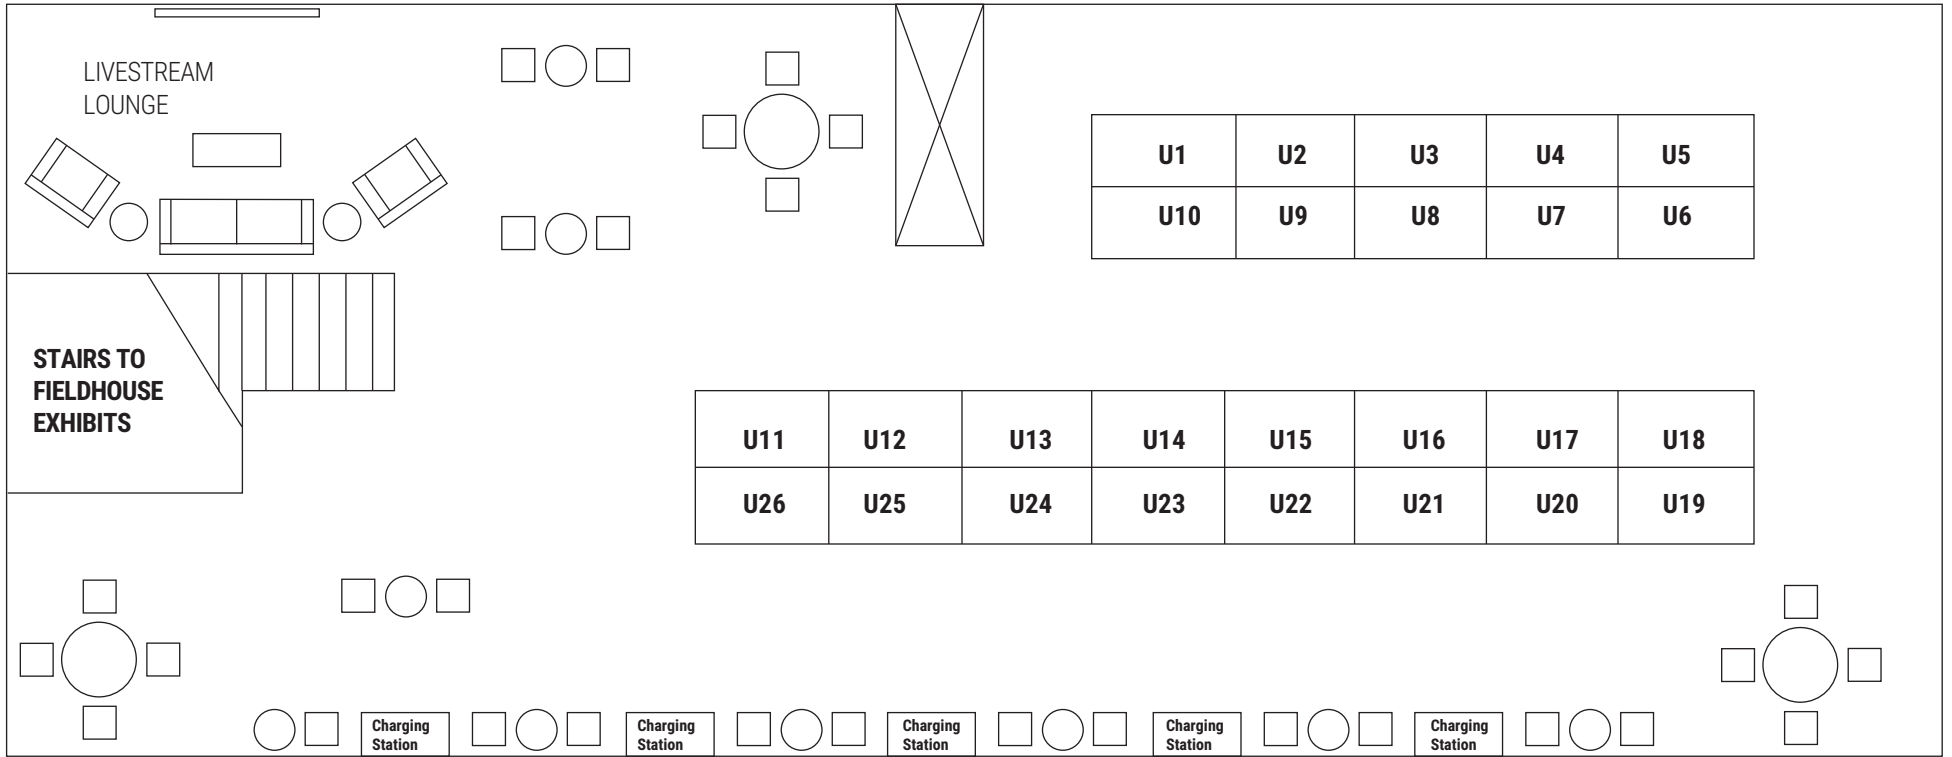 LIVESTREAM
LOUNGE
U1 U2 U3 U4 U5
U10 U9 U8 U7 U6
STAIRS TO
FIELDHOUSE
EXHIBITS
U11 U12 U13 U14 U15 U16 U17 U18
U26 U25 U24 U23 U22 U21 U20 U19
Charging
Station
Charging
Station
Charging
Station
Charging
Station
Charging
Station